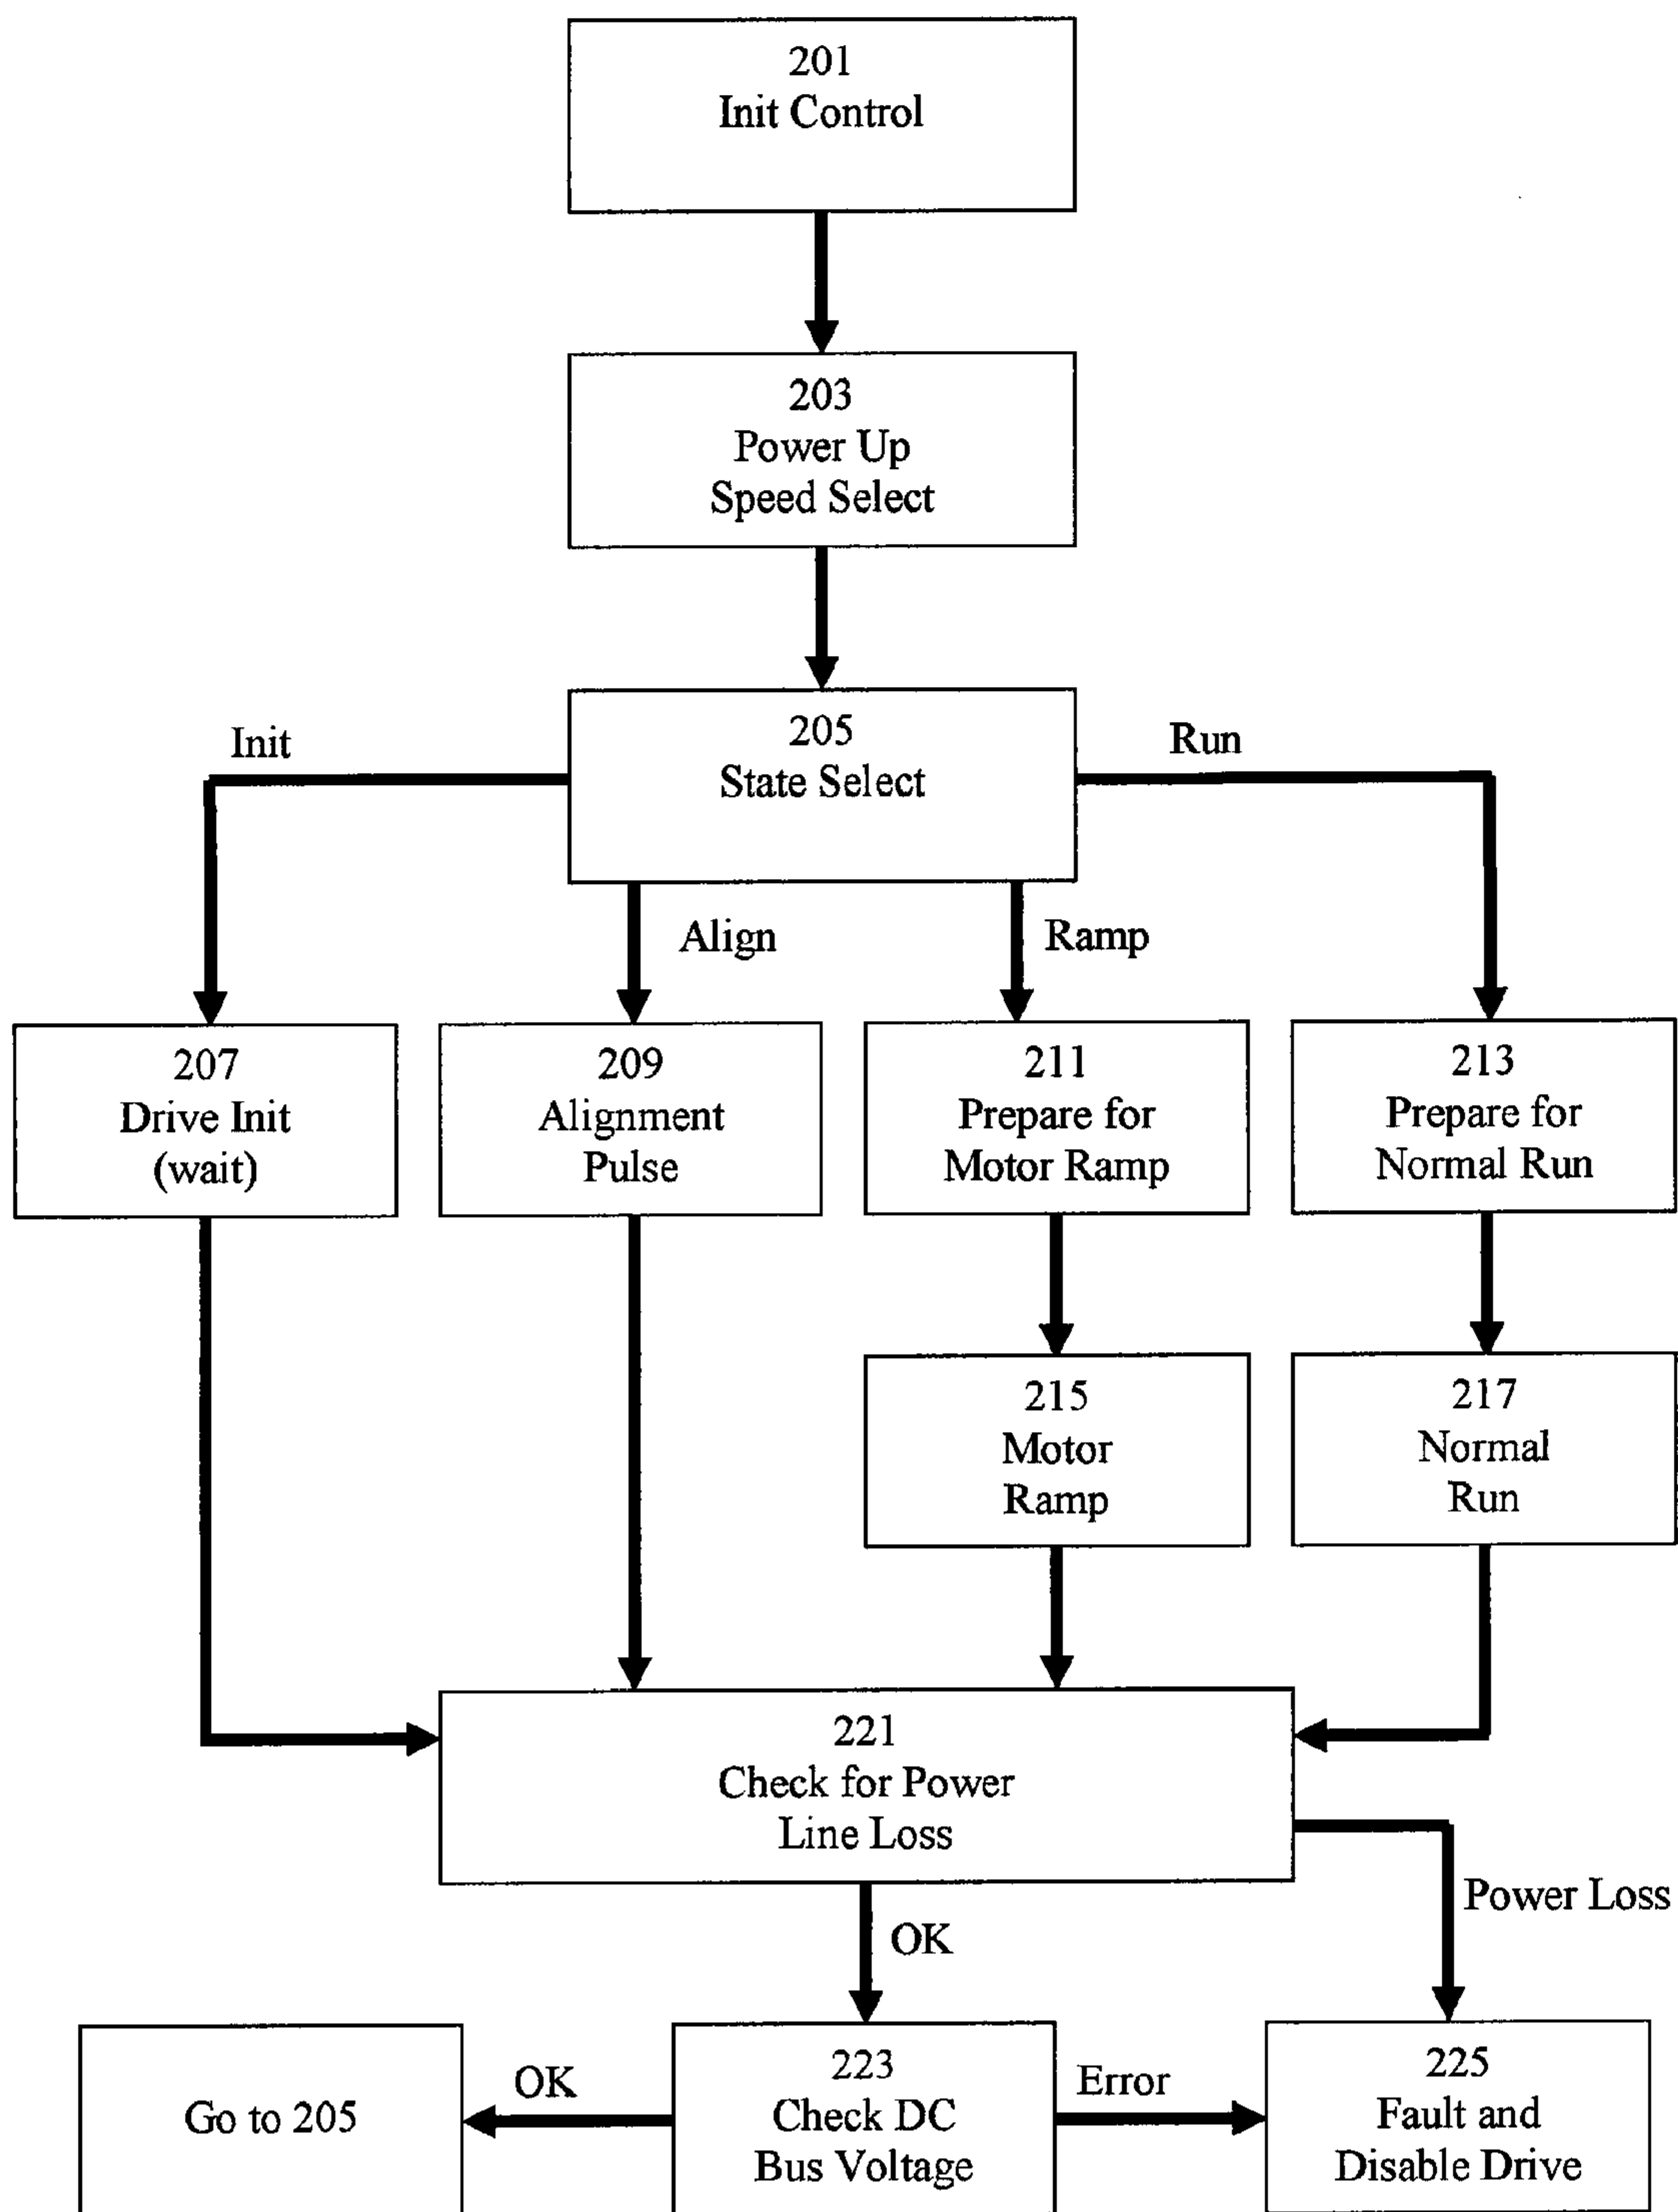 201
Init Control
203
Power Up
Speed Select
205
State Select
Init
Run
Align
Ramp
207
Drive Init
(wait)
209
Alignment
Pulse
211
Prepare for
Motor Ramp
213
Prepare for
Normal Run
215
Motor
Ramp
217
Normal
Run
221
Check for Power
Line Loss
Power Loss
OK
Go to 205
OK
223
Check DC
Bus Voltage
Error
225
Fault and
Disable Drive